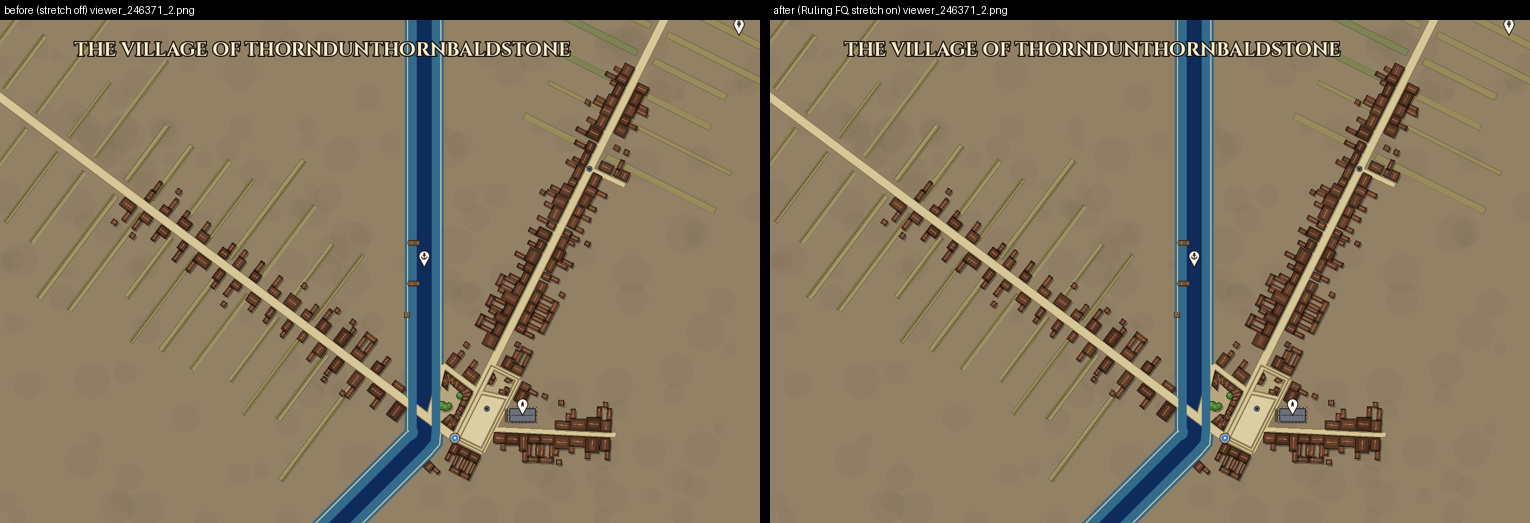 before (stretch off) viewer_246371_2.png
after (Ruling FQ, stretch on) viewer_246371_2.png
THE VILLAGE OF THORNDUNTHORNBALDSTONE
THE VILLAGE OF THORNDUNTHORNBALDSTONE